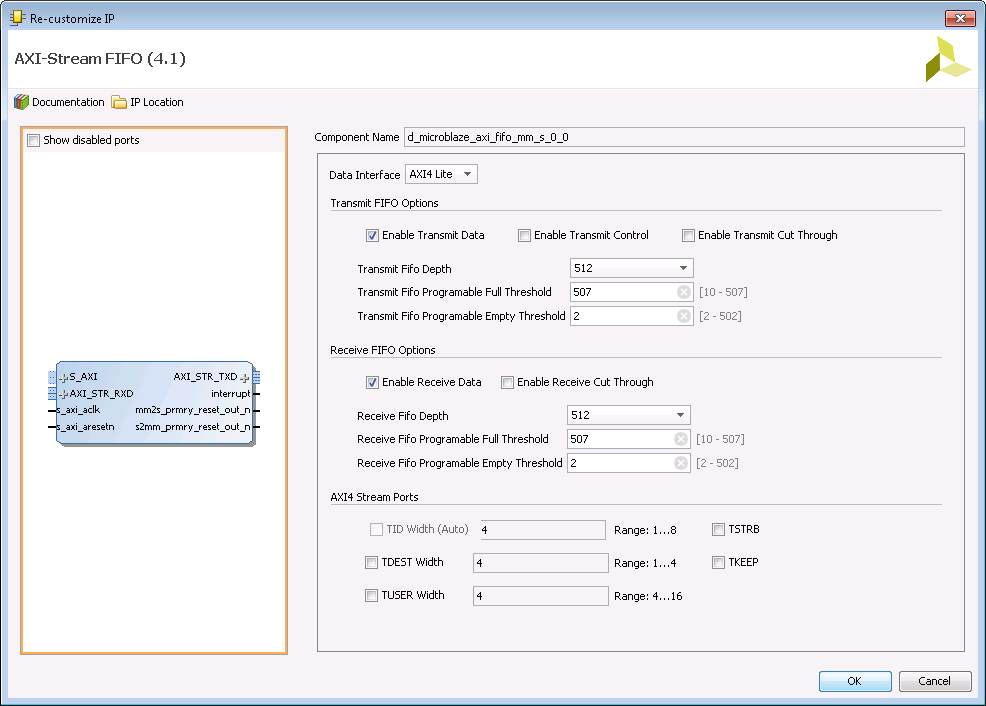 Re-customize IP
AXI-Stream FIFO (4.1)
Documentation IP Location
Show disabled ports
S_AXI AXI_STR_TXD
AXI_STR_RXD interrupt
s_axi_aclk mm2s_prmry_reset_out_n
s_axi_aresetn s2mm_prmry_reset_out_n
Component Name d_microblaze_axi_fifo_mm_s_0_0
Data Interface AXI4 Lite
Transmit FIFO Options
Enable Transmit Data Enable Transmit Control Enable Transmit Cut Through
Transmit Fifo Depth 512
Transmit Fifo Programable Full Threshold 507 [10 - 507]
Transmit Fifo Programable Empty Threshold 2 [2 - 502]
Receive FIFO Options
Enable Receive Data Enable Receive Cut Through
Receive Fifo Depth 512
Receive Fifo Programable Full Threshold 507 [10 - 507]
Receive Fifo Programable Empty Threshold 2 [2 - 502]
AXI4 Stream Ports
TID Width (Auto) 4 Range: 1...8 TSTRB
TDEST Width 4 Range: 1...4 TKEEP
TUSER Width 4 Range: 4...16
OK Cancel